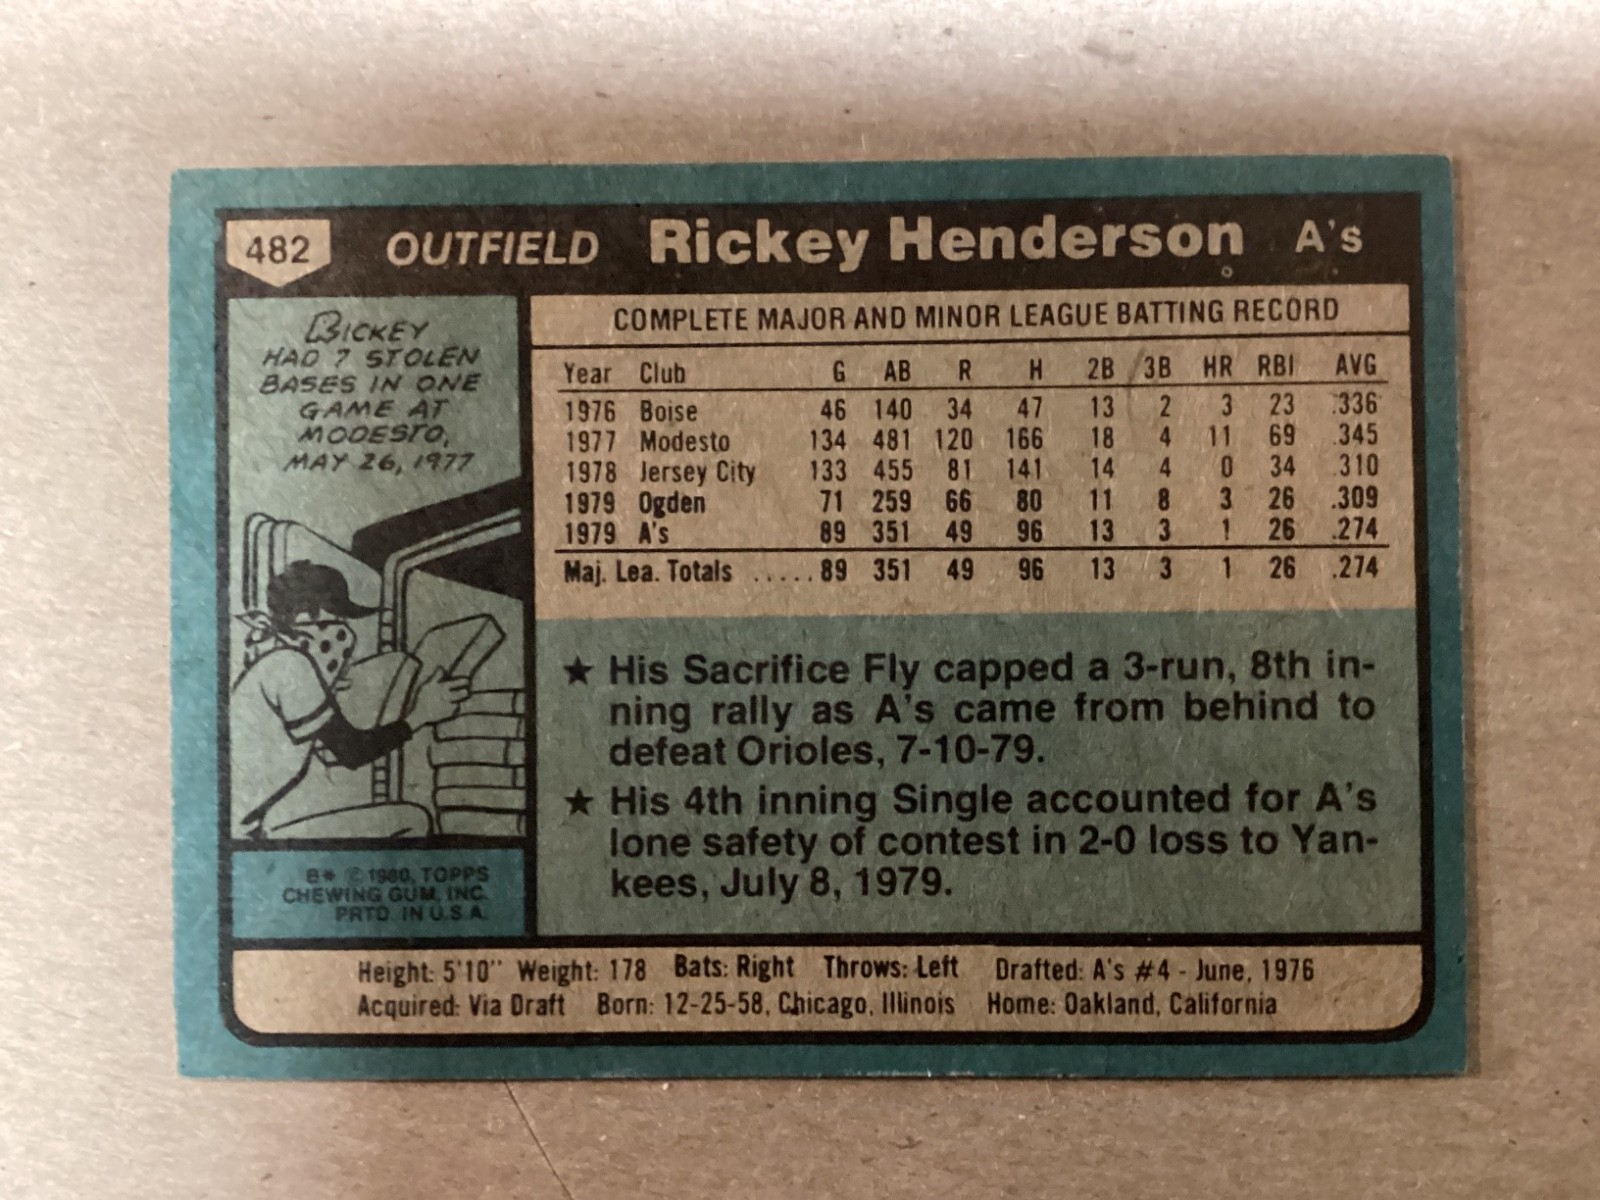 482 OUTFIELD Rickey Henderson A's
RICKEY
HAD 7 STOLEN
BASES IN ONE
GAME AT
MODESTO,
MAY 26, 1977
COMPLETE MAJOR AND MINOR LEAGUE BATTING RECORD
Year Club G AB R H 2B 3B HR RBI AVG
1976 Boise 46 140 34 47 13 2 3 23 .336
1977 Modesto 134 481 120 166 18 4 11 69 .345
1978 Jersey City 133 455 81 141 14 4 0 34 .310
1979 Ogden 71 259 66 80 11 8 3 26 .309
1979 A's 89 351 49 96 13 3 1 26 .274
Maj. Lea. Totals .....89 351 49 96 13 3 1 26 .274
★ His Sacrifice Fly capped a 3-run, 8th in-
ning rally as A's came from behind to
defeat Orioles, 7-10-79.
★ His 4th inning Single accounted for A's
lone safety of contest in 2-0 loss to Yan-
kees, July 8, 1979.
B* © 1980, TOPPS
CHEWING GUM, INC.
PRTD. IN U.S.A.
Height: 5'10" Weight: 178 Bats: Right Throws: Left Drafted: A's #4 - June, 1976
Acquired: Via Draft Born: 12-25-58, Chicago, Illinois Home: Oakland, California